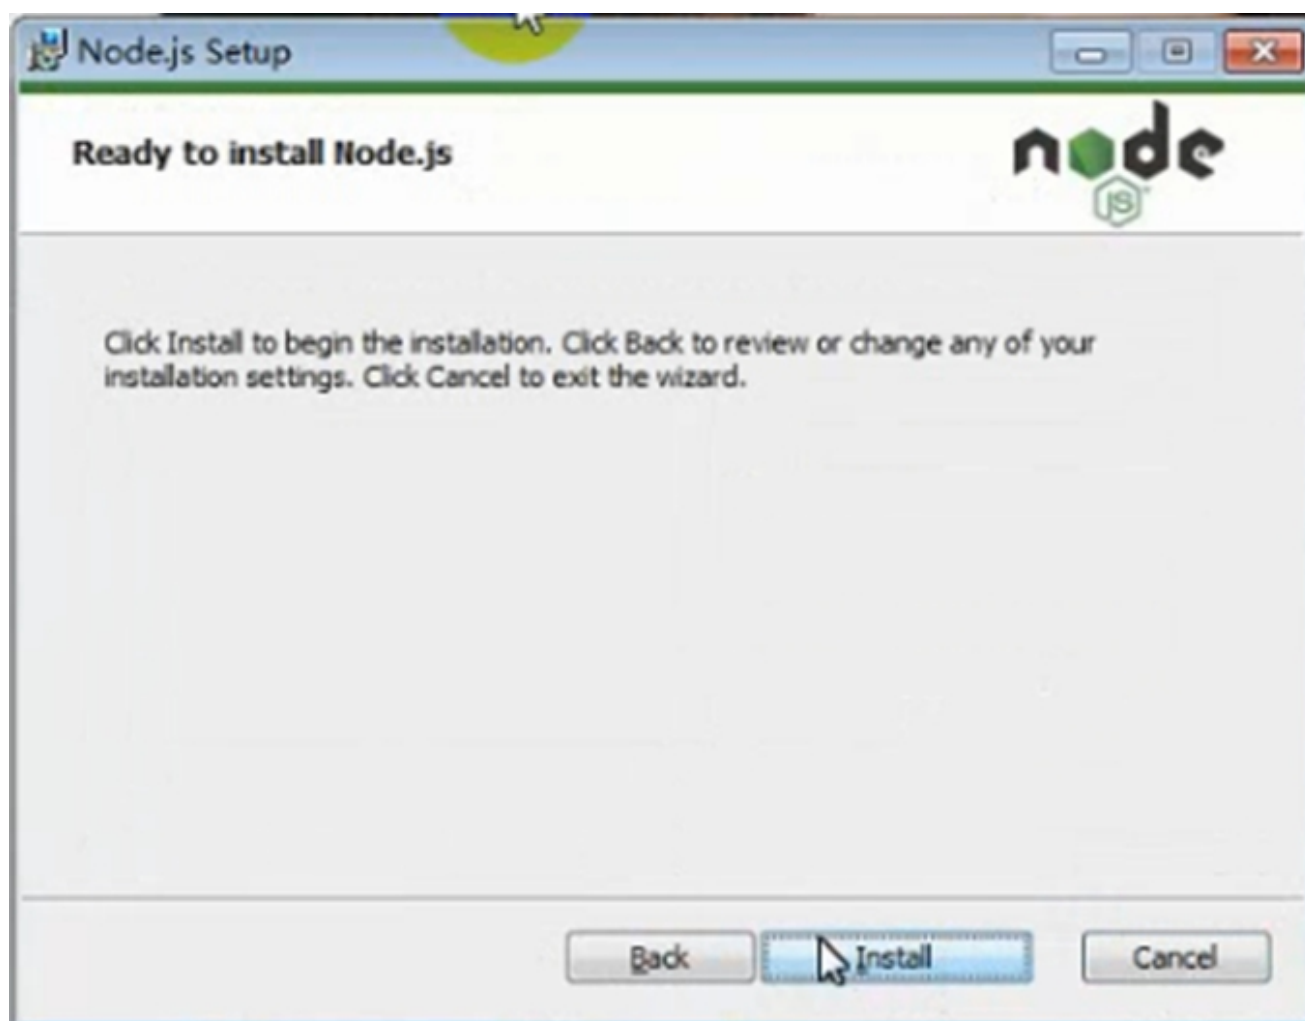 Node.js Setup
Ready to install Node.js
node
JS
Click Install to begin the installation. Click Back to review or change any of your
installation settings. Click Cancel to exit the wizard.
Back
Install
Cancel